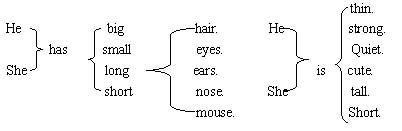 thin.
He big hair. He strong.
has small eyes. Quiet.
She long ears. is cute.
short nose. She tall.
mouse. Short.